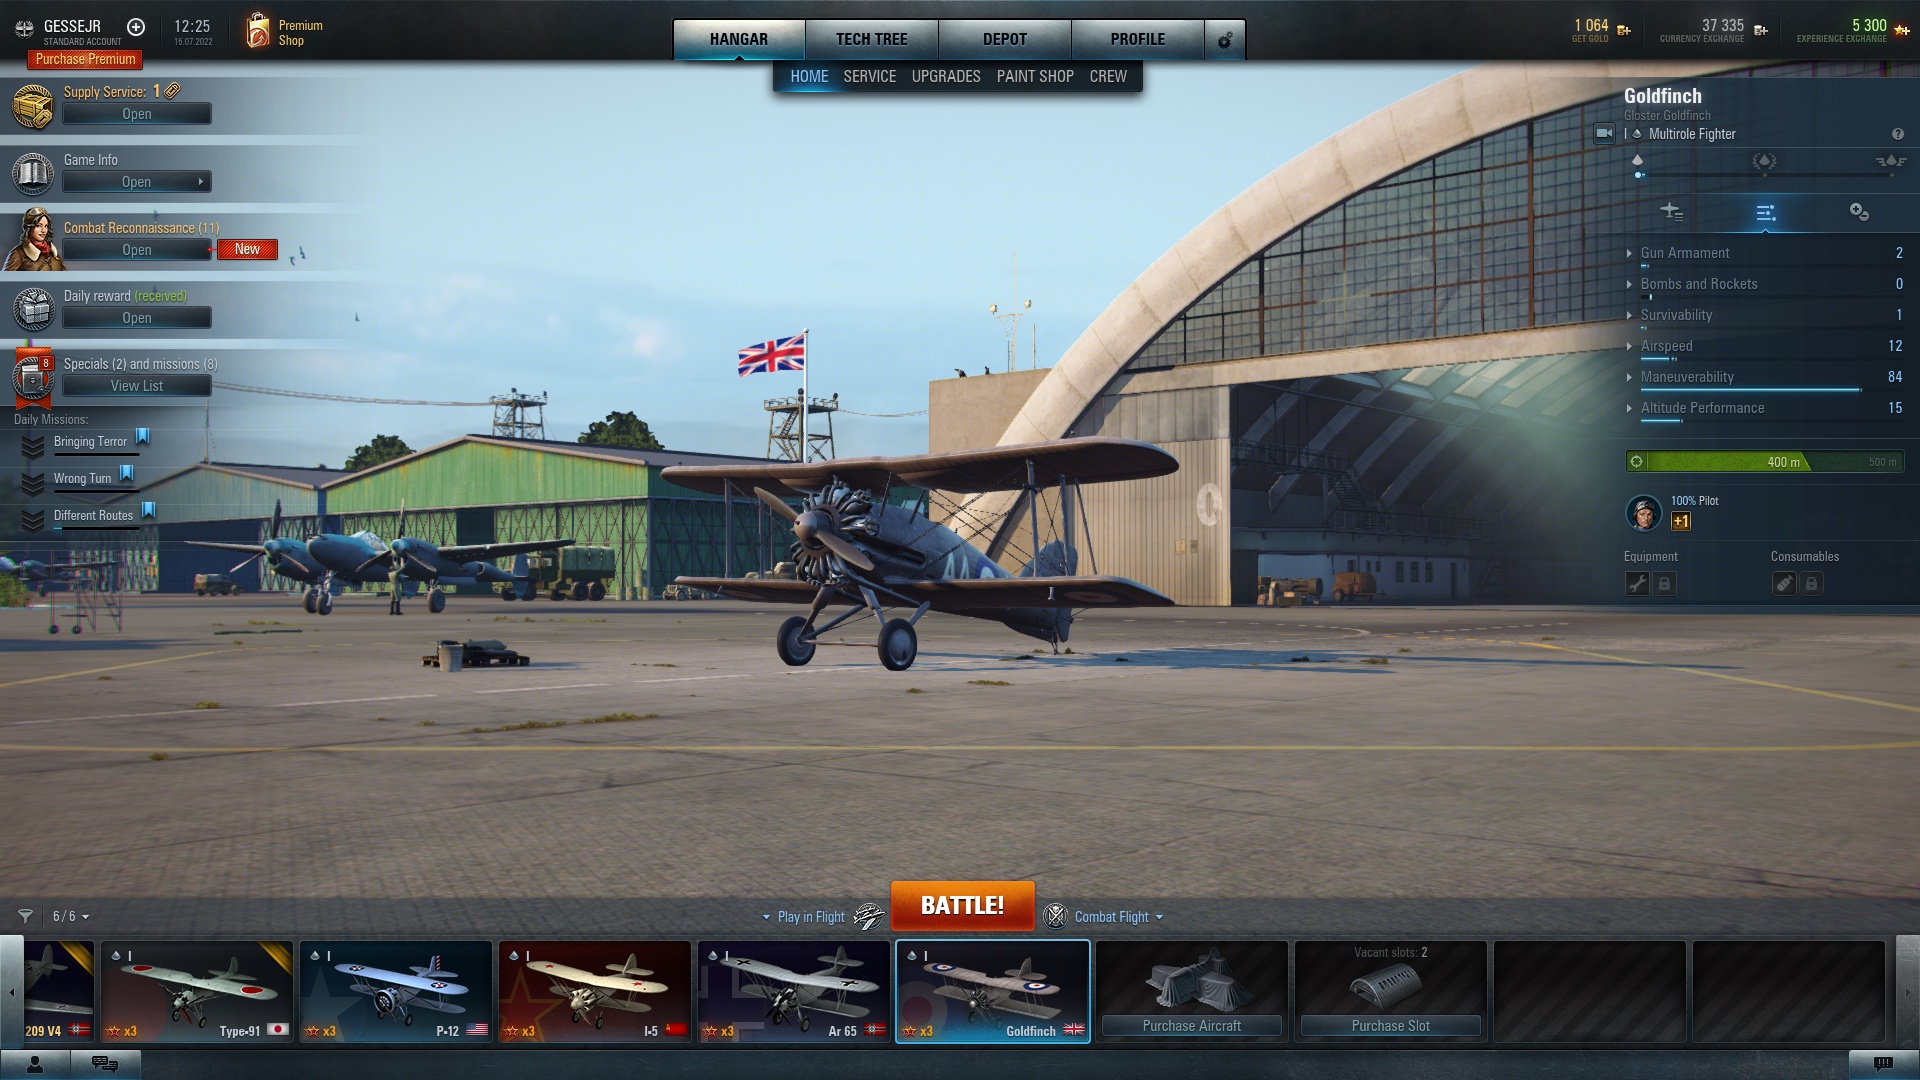 GESSEJR
STANDARD ACCOUNT
Purchase Premium
12:25
16.07.2022
Premium
Shop
HANGAR
TECH TREE
DEPOT
PROFILE
HOME
SERVICE
UPGRADES
PAINT SHOP
CREW
1 064
GET GOLD
37 335
CURRENCY EXCHANGE
5 300
EXPERIENCE EXCHANGE
Supply Service: 1
Open
Game Info
Open
Combat Reconnaissance (11)
Open
New
Daily reward (received)
Open
8
Specials (2) and missions (8)
View List
Daily Missions:
Bringing Terror
Wrong Turn
Different Routes
Goldfinch
Gloster Goldfinch
I Multirole Fighter
?
Gun Armament 2
Bombs and Rockets 0
Survivability 1
Airspeed 12
Maneuverability 84
Altitude Performance 15
400 m
500 m
100% Pilot
+1
Equipment
Consumables
6 / 6
Play in Flight
BATTLE!
Combat Flight
209 V4
I
x3
Type-91
I
x3
P-12
I
x3
I-5
I
x3
Ar 65
I
x3
Goldfinch
Purchase Aircraft
Vacant slots: 2
Purchase Slot